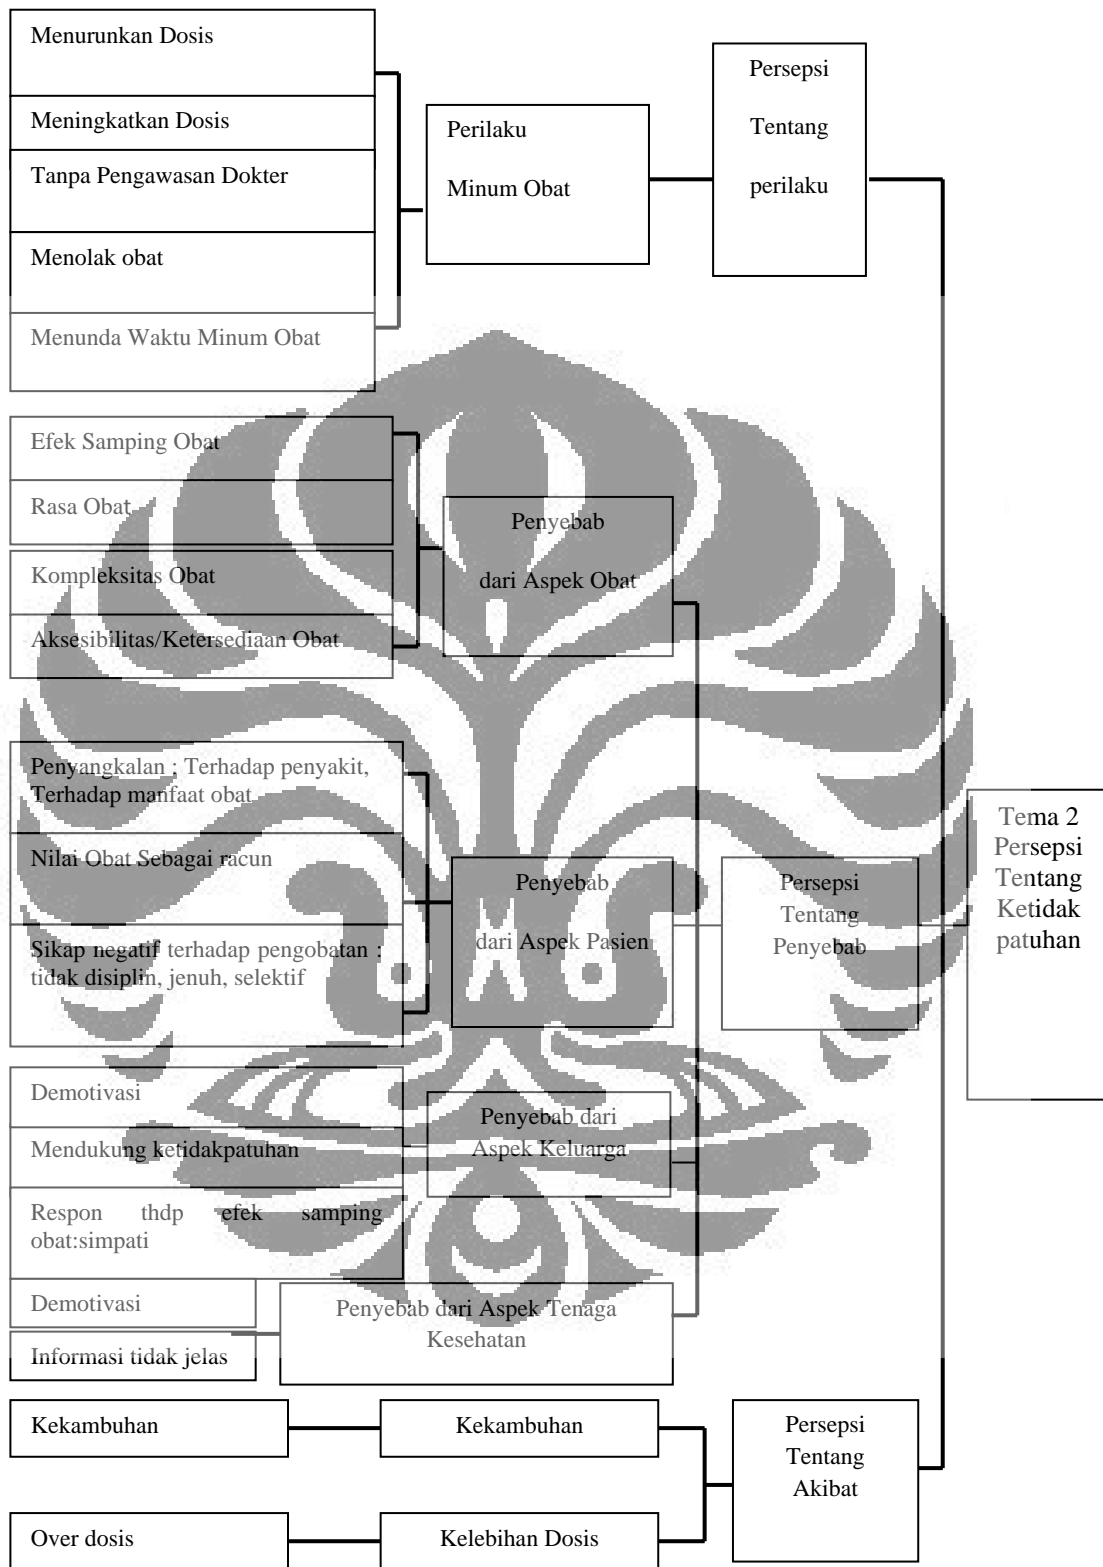 Menurunkan Dosis
Meningkatkan Dosis
Tanpa Pengawasan Dokter
Menolak obat
Menunda Waktu Minum Obat
Perilaku
Minum Obat
Persepsi
Tentang
perilaku
Efek Samping Obat
Rasa Obat
Kompleksitas Obat
Aksesibilitas/Ketersediaan Obat
Penyebab
dari Aspek Obat
Penyangkalan : Terhadap penyakit,
Terhadap manfaat obat
Nilai Obat Sebagai racun
Sikap negatif terhadap pengobatan :
tidak disiplin, jenuh, selektif
Penyebab
dari Aspek Pasien
Persepsi
Tentang
Penyebab
Tema 2
Persepsi
Tentang
Ketidak
patuhan
Demotivasi
Mendukung ketidakpatuhan
Respon thdp efek samping
obat:simpati
Penyebab dari
Aspek Keluarga
Demotivasi
Informasi tidak jelas
Penyebab dari Aspek Tenaga
Kesehatan
Kekambuhan
Kekambuhan
Over dosis
Kelebihan Dosis
Persepsi
Tentang
Akibat